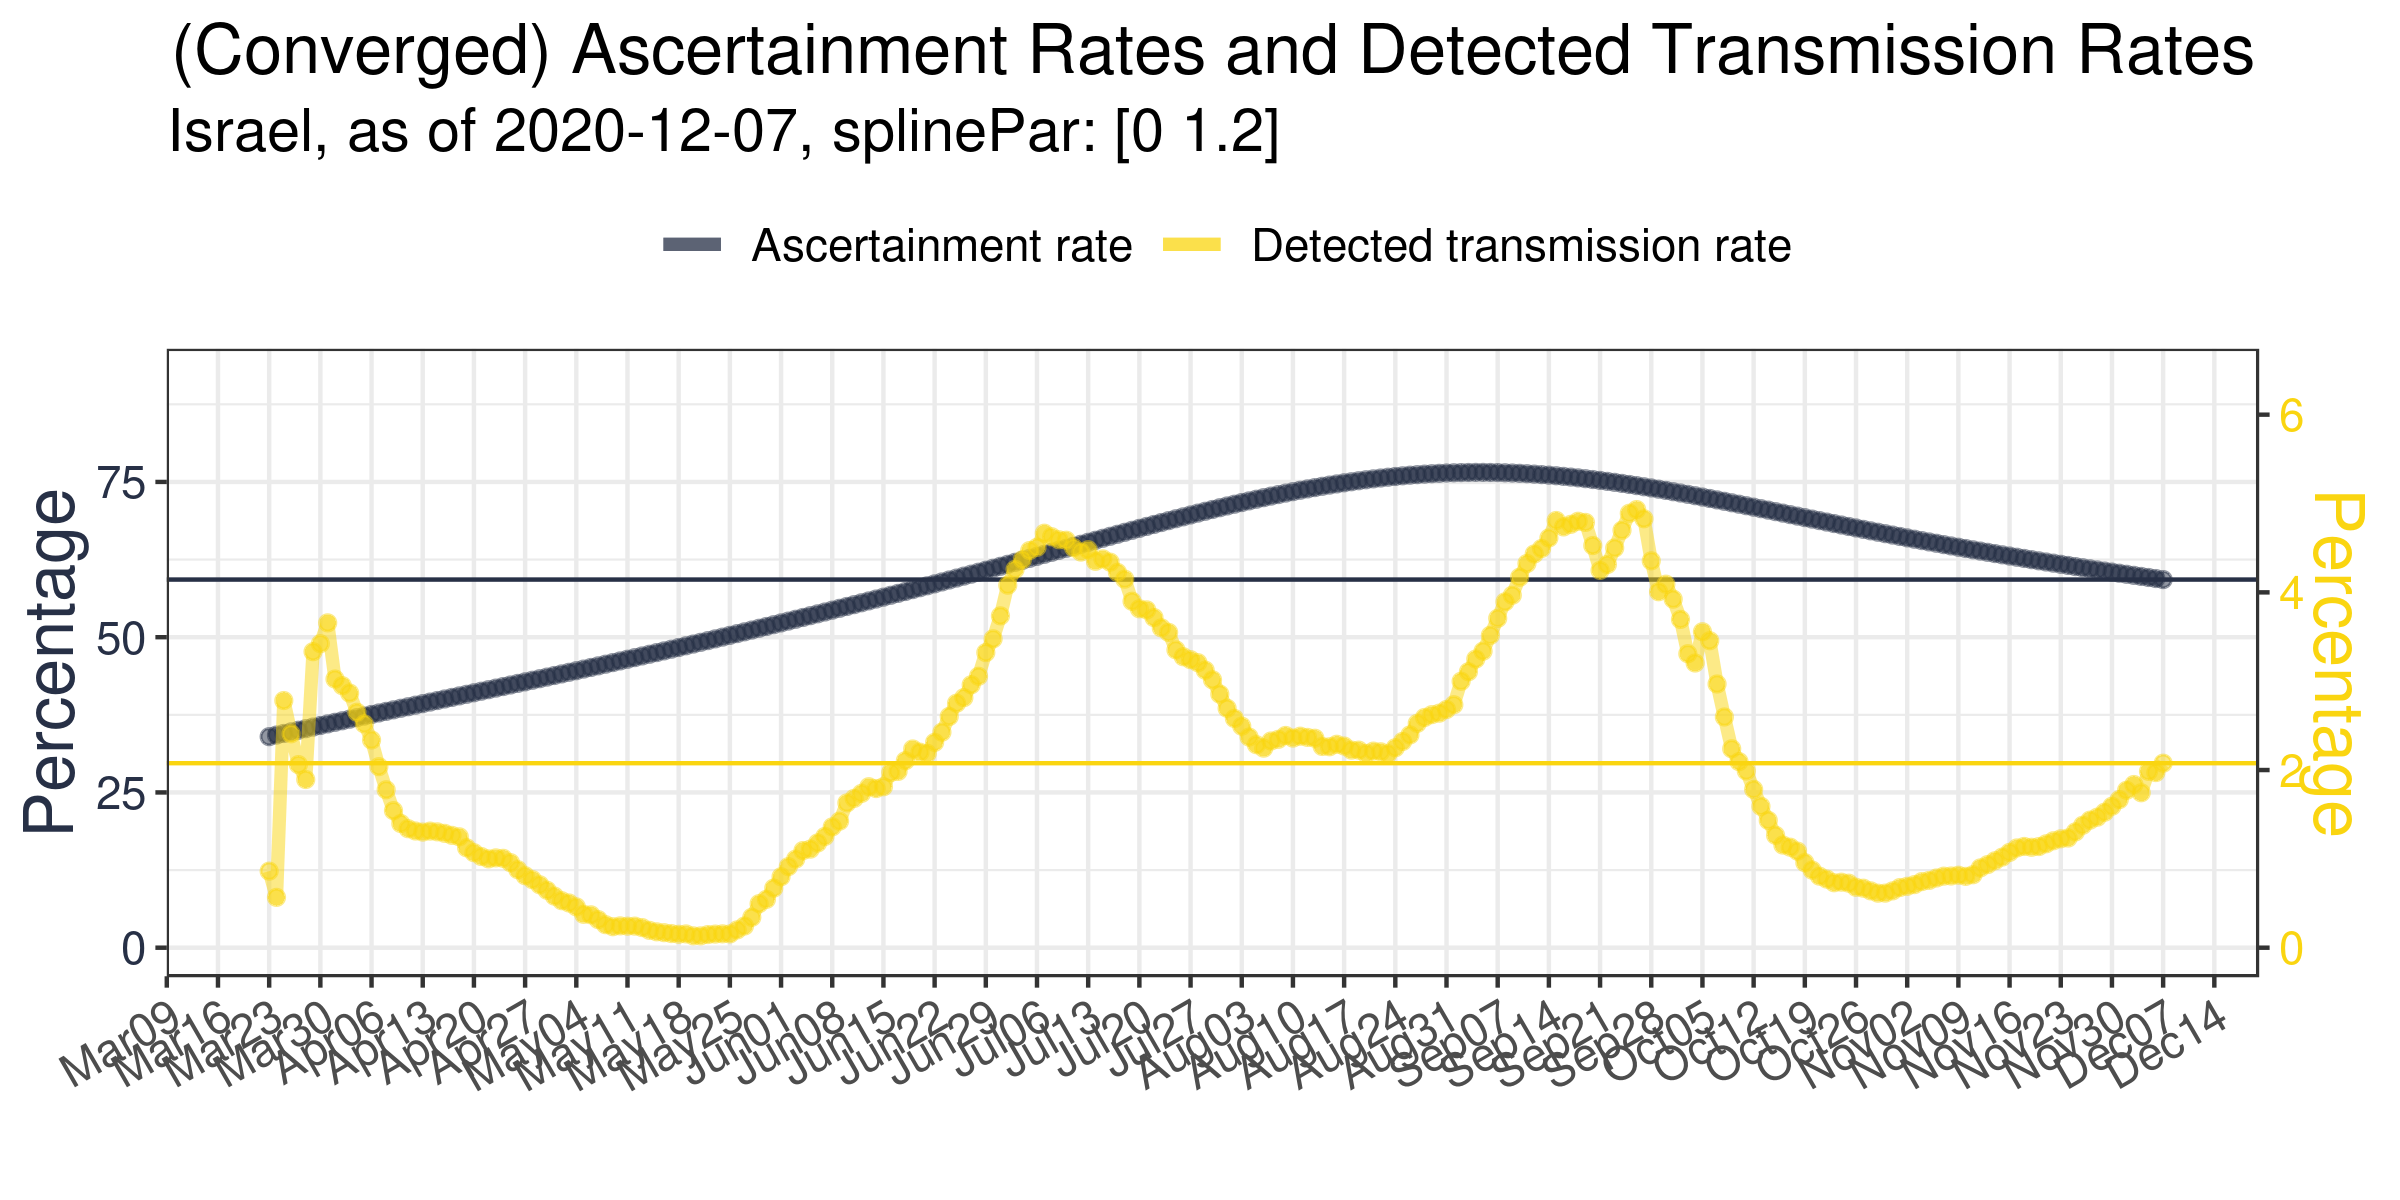 (Converged) Ascertainment Rates and Detected Transmission Rates
Israel, as of 2020-12-07, splinePar: [0 1.2]
Ascertainment rate
Detected transmission rate
Percentage
75
50
25
0
6
4
2
0
Percentage
Mar09
Mar16
Mar23
Mar30
Apr06
Apr13
Apr20
Apr27
May04
May11
May18
May25
Jun01
Jun08
Jun15
Jun22
Jun29
Jul06
Jul13
Jul20
Jul27
Aug03
Aug10
Aug17
Aug24
Aug31
Sep07
Sep14
Sep21
Sep28
Oct05
Oct12
Oct19
Oct26
Nov02
Nov09
Nov16
Nov23
Nov30
Dec07
Dec14